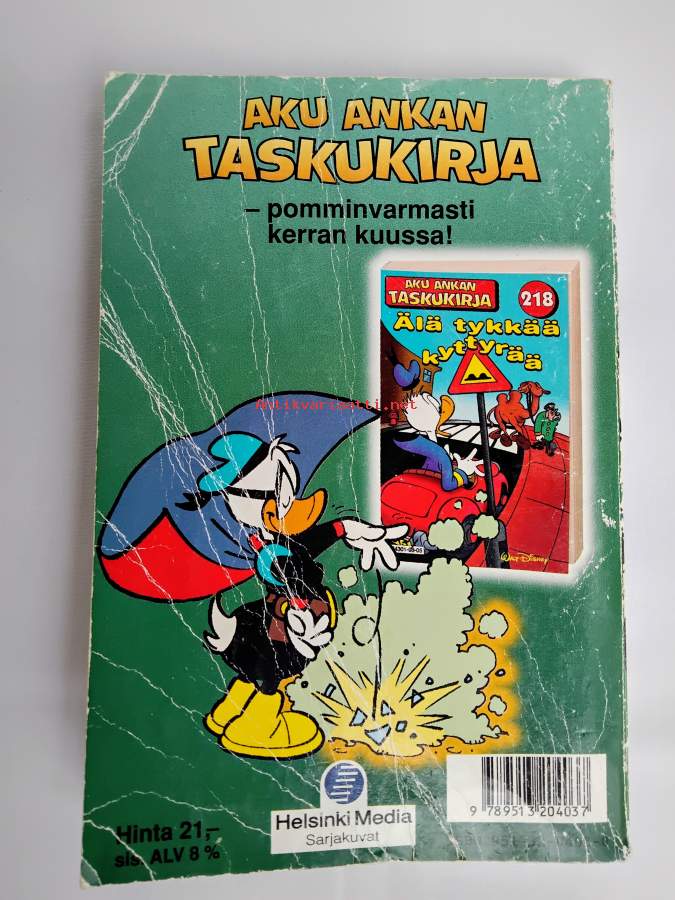 AKU ANKAN
TASKUKIRJA
– pomminvarmasti
kerran kuussa!
AKU ANKAN
TASKUKIRJA
218
Älä tykkää
kyttyrää
Antikvariaatti.net
WALT DISNEY
9 789513 204037
Helsinki Media
Sarjakuvat
Hinta 21,–
sis. ALV 8 %